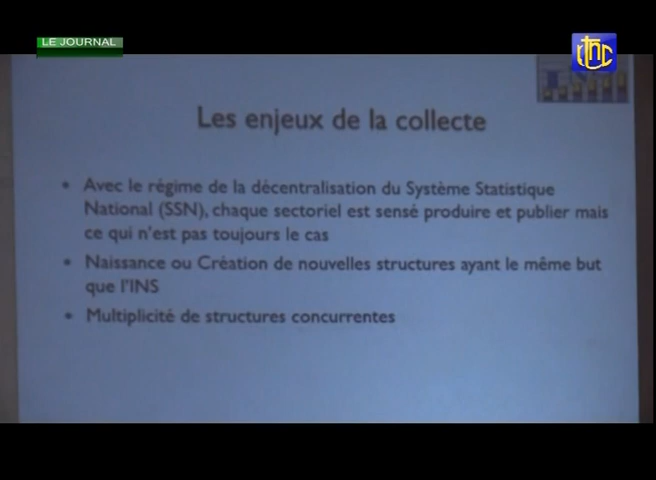 LE JOURNAL
rtnc
Les enjeux de la collecte
• Avec le régime de la décentralisation du Système Statistique
National (SSN), chaque sectoriel est sensé produire et publier mais
ce qui n'est pas toujours le cas
• Naissance ou Création de nouvelles structures ayant le même but
que l'INS
• Multiplicité de structures concurrentes